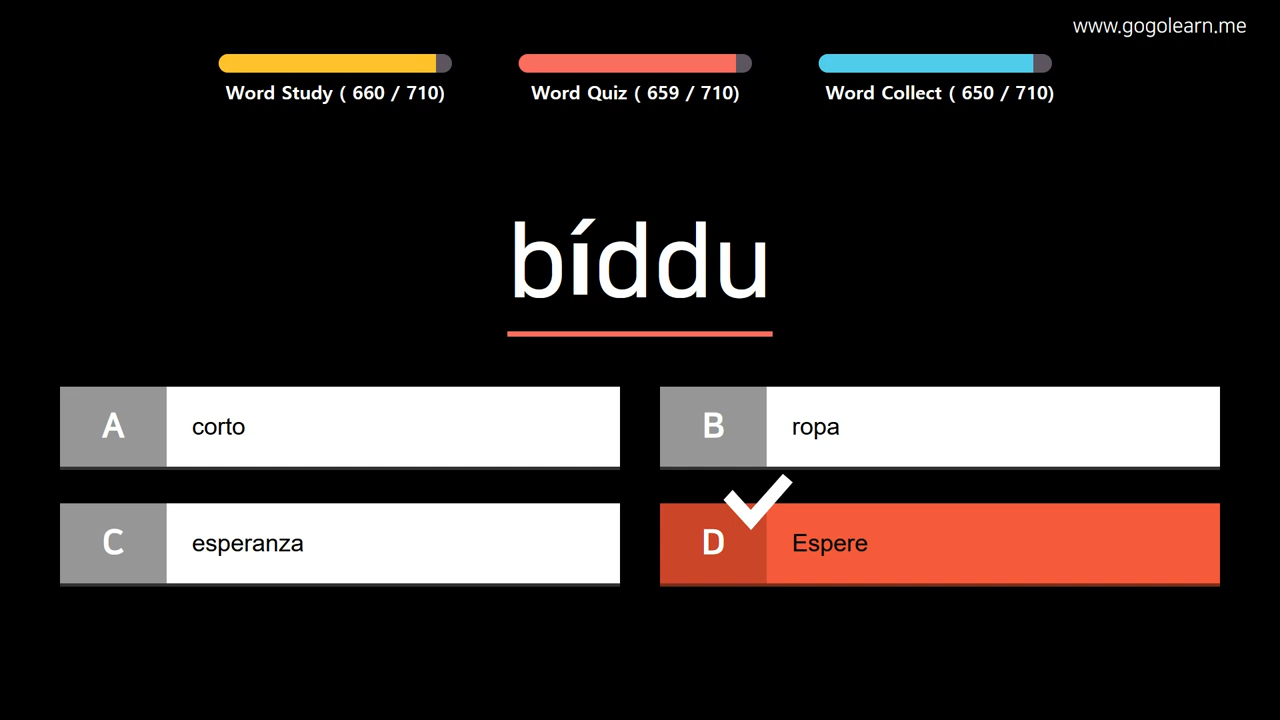 www.gogolearn.me
Word Study ( 660 / 710)
Word Quiz ( 659 / 710)
Word Collect ( 650 / 710)
bíddu
A corto
B ropa
C esperanza
D Espere